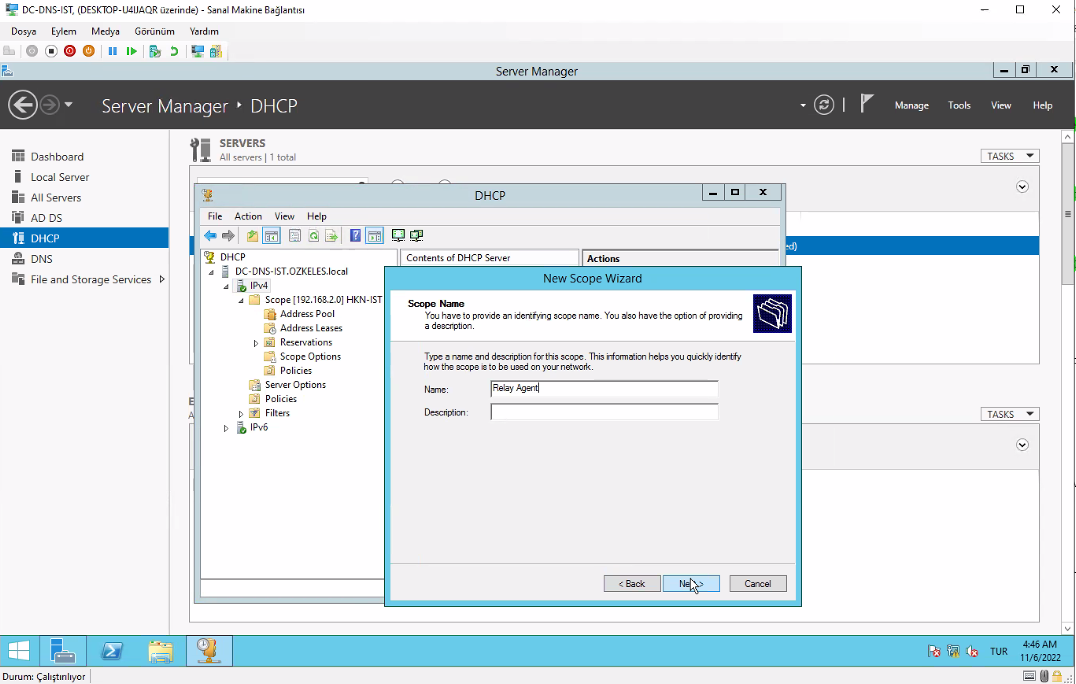 DC-DNS-IST, (DESKTOP-U4IJAQR üzerinde) - Sanal Makine Bağlantısı
Dosya Eylem Medya Görünüm Yardım
Server Manager
Server Manager DHCP
Manage Tools View Help
Dashboard
Local Server
All Servers
AD DS
DHCP
DNS
File and Storage Services
SERVERS
All servers | 1 total
TASKS
ed)
TASKS
DHCP
File Action View Help
DHCP
DC-DNS-IST.OZKELES.local
IPv4
Scope [192.168.2.0] HKN-IST
Address Pool
Address Leases
Reservations
Scope Options
Policies
Server Options
Policies
Filters
IPv6
Contents of DHCP Server
Actions
New Scope Wizard
Scope Name
You have to provide an identifying scope name. You also have the option of providing
a description.
Type a name and description for this scope. This information helps you quickly identify
how the scope is to be used on your network.
Name: Relay Agent
Description:
< Back
Cancel
TUR
4:46 AM
11/6/2022
Durum: Çalıştırılıyor